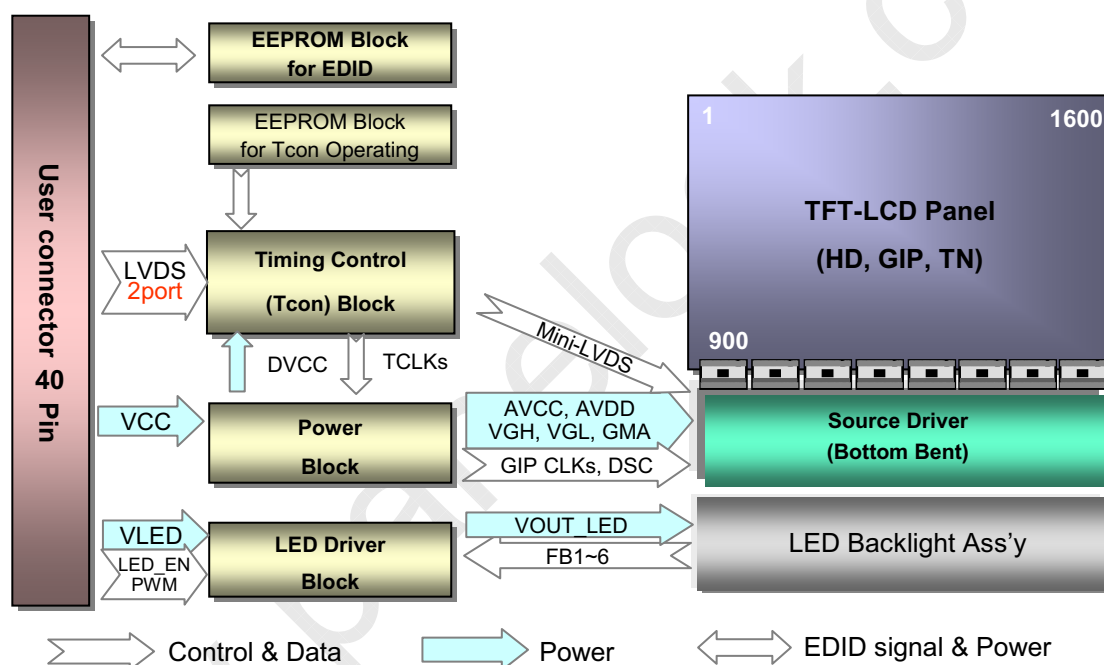 EEPROM Block
for EDID
EEPROM Block
for Tcon Operating
1
1600
User connector 40 Pin
TFT-LCD Panel
(HD, GIP, TN)
LVDS
2port
Timing Control
(Tcon) Block
Mini-LVDS
900
DVCC
TCLKs
VCC
Power
Block
AVCC, AVDD
VGH, VGL, GMA
GIP CLKs, DSC
Source Driver
(Bottom Bent)
VLED
LED_EN
PWM
LED Driver
Block
VOUT_LED
FB1~6
LED Backlight Ass'y
Control & Data
Power
EDID signal & Power